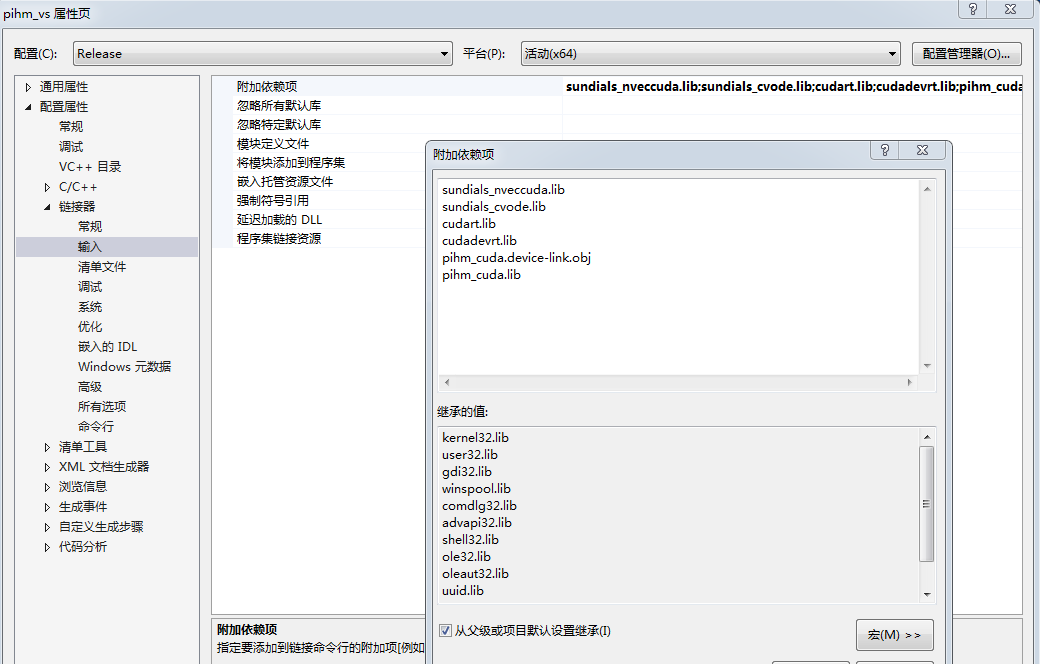 pihm_vs 属性页
配置(C): Release 平台(P): 活动(x64) 配置管理器(O)...
通用属性
配置属性
常规
调试
VC++ 目录
C/C++
链接器
常规
输入
清单文件
调试
系统
优化
嵌入的 IDL
Windows 元数据
高级
所有选项
命令行
清单工具
XML 文档生成器
浏览信息
生成事件
自定义生成步骤
代码分析
附加依赖项 sundials_nveccuda.lib;sundials_cvode.lib;cudart.lib;cudadevrt.lib;pihm_cuda
忽略所有默认库
忽略特定默认库
模块定义文件
将模块添加到程序集
嵌入托管资源文件
强制符号引用
延迟加载的 DLL
程序集链接资源
附加依赖项
sundials_nveccuda.lib
sundials_cvode.lib
cudart.lib
cudadevrt.lib
pihm_cuda.device-link.obj
pihm_cuda.lib
继承的值:
kernel32.lib
user32.lib
gdi32.lib
winspool.lib
comdlg32.lib
advapi32.lib
shell32.lib
ole32.lib
oleaut32.lib
uuid.lib
从父级或项目默认设置继承(I)
宏(M) >>
附加依赖项
指定要添加到链接命令行的附加项[例如